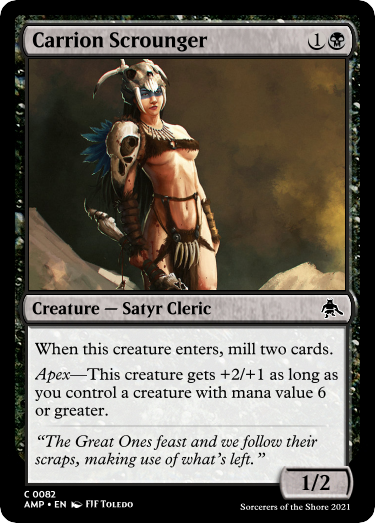 Carrion Scrounger 1
Creature — Satyr Cleric
When this creature enters, mill two cards.
Apex—This creature gets +2/+1 as long as
you control a creature with mana value 6
or greater.
“The Great Ones feast and we follow their
scraps, making use of what’s left.”
1/2
C 0082
AMP • EN FIF TOLEDO
Sorcerers of the Shore 2021